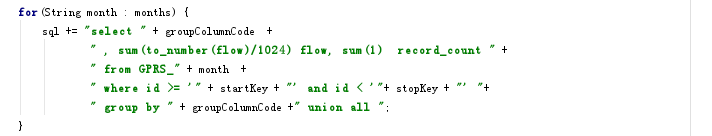 for (String month : months) {
sql += "select " + groupColumnCode +
" , sum(to_number(flow)/1024) flow, sum(1) record_count " +
" from GPRS_" + month +
" where id >= '" + startKey + "' and id < '"+ stopKey + "' "+
" group by " + groupColumnCode +" union all ";
}